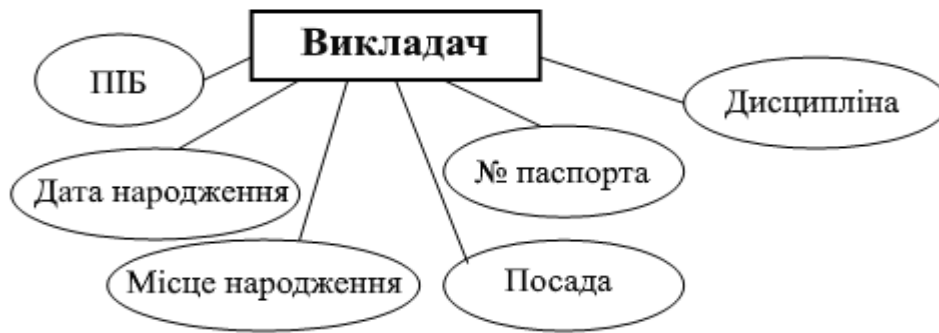 Викладач
ПІБ
Дисципліна
Дата народження
№ паспорта
Місце народження
Посада